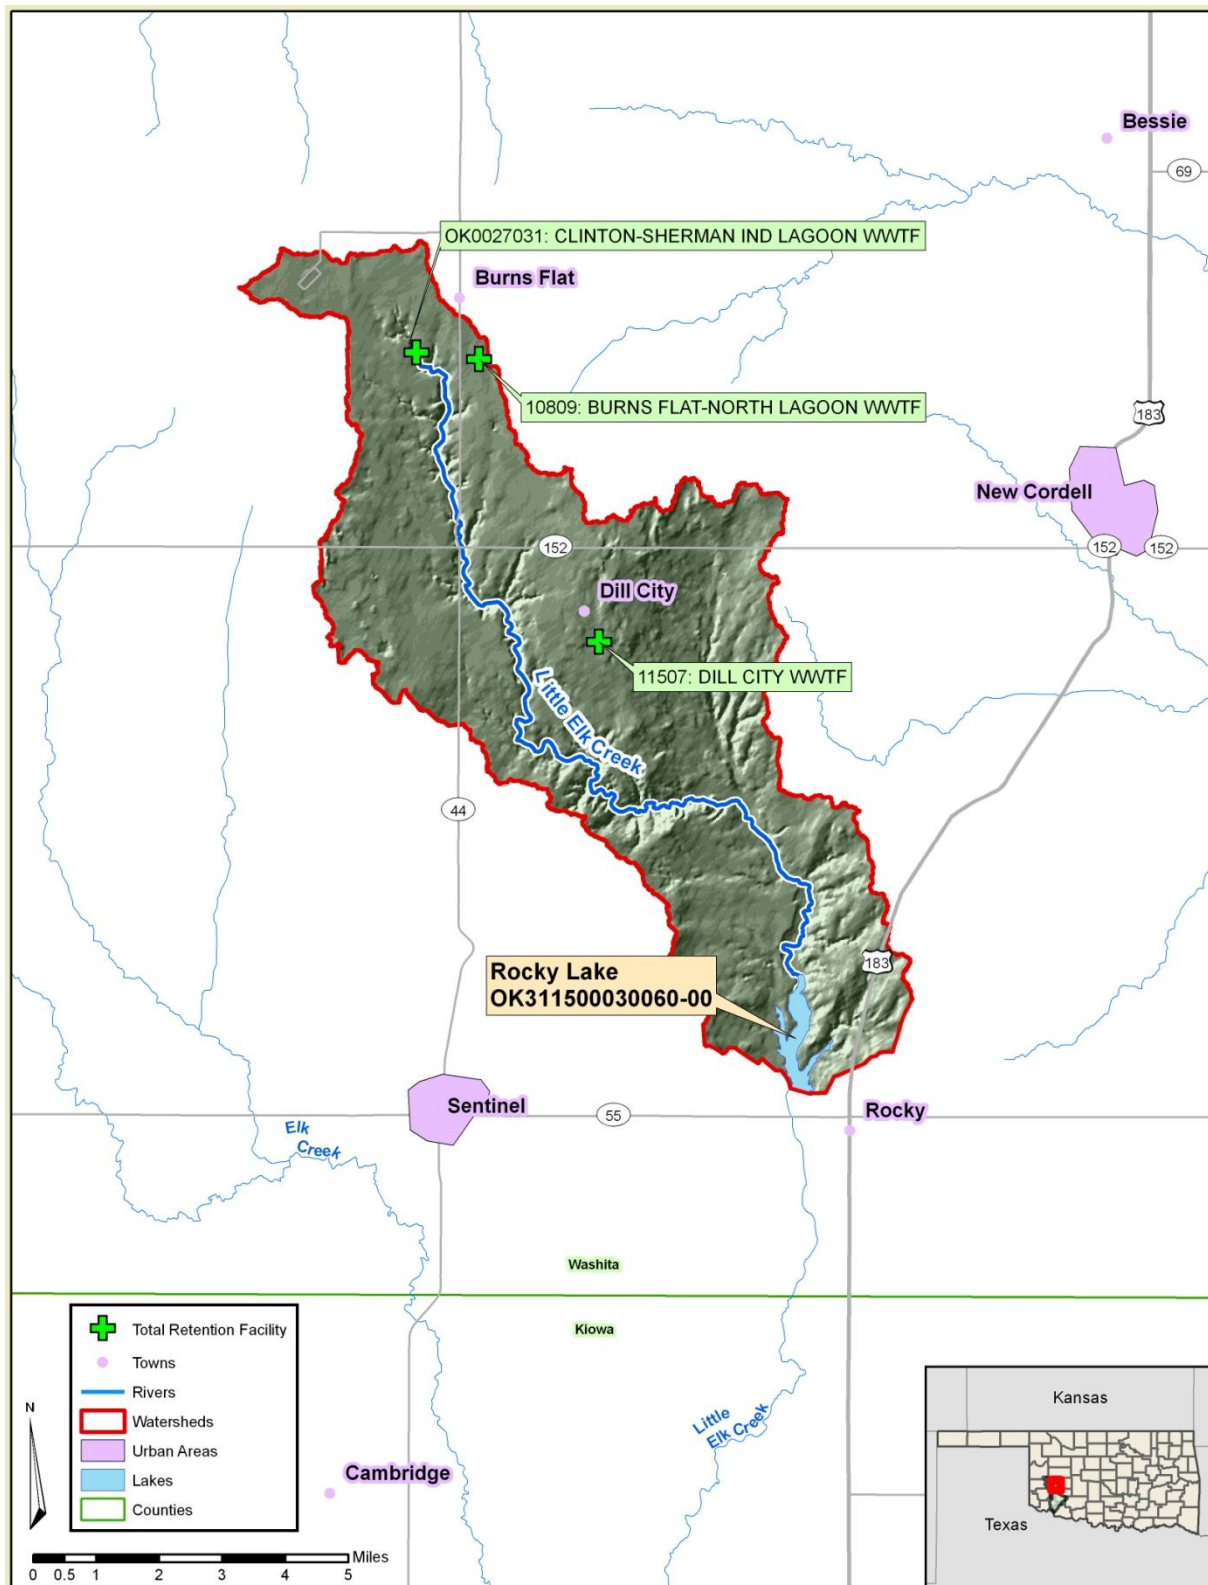 Bessie
69
OK0027031: CLINTON-SHERMAN IND LAGOON WWTF
Burns Flat
10809: BURNS FLAT-NORTH LAGOON WWTF
183
New Cordell
152
152
152
Dill City
11507: DILL CITY WWTF
Little Elk Creek
44
Rocky Lake
OK311500030060-00
183
Sentinel
55
Rocky
Elk
Creek
Washita
Kiowa
Total Retention Facility
Towns
Rivers
Watersheds
Urban Areas
Lakes
Counties
N
Little
Elk Creek
Cambridge
Kansas
Texas
Miles
0 0.5 1 2 3 4 5